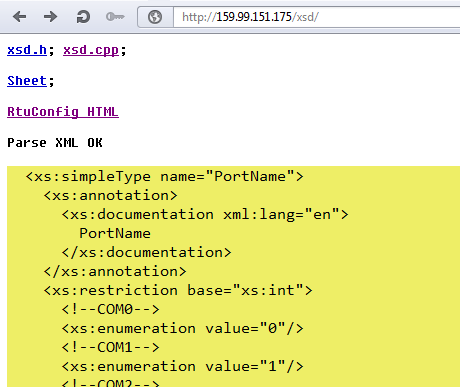 http://159.99.151.175/xsd/
xsd.h; xsd.cpp;
Sheet;
RtuConfig HTML
Parse XML OK
<xs:simpleType name="PortName">
<xs:annotation>
<xs:documentation xml:lang="en">
PortName
</xs:documentation>
</xs:annotation>
<xs:restriction base="xs:int">
<!--COM0-->
<xs:enumeration value="0"/>
<!--COM1-->
<xs:enumeration value="1"/>
<!--COM2-->